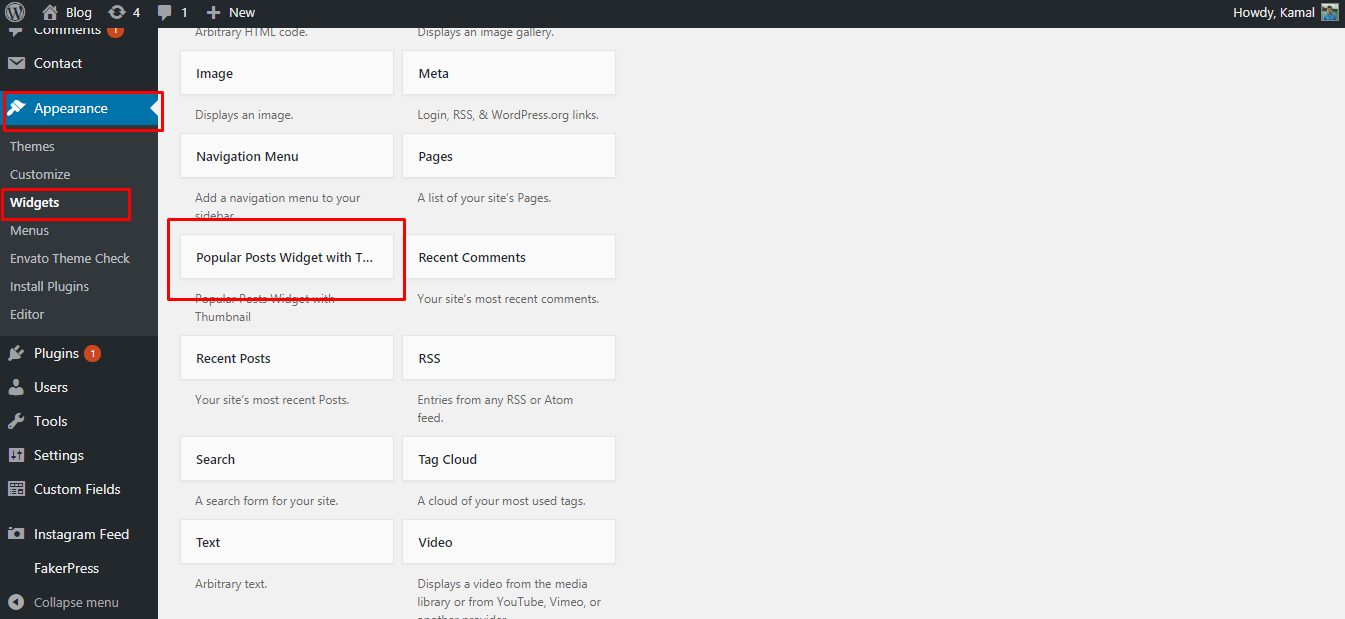 Blog 4 1 New Howdy, Kamal
Comments 1
Contact
Appearance
Themes
Customize
Widgets
Menus
Envato Theme Check
Install Plugins
Editor
Plugins 1
Users
Tools
Settings
Custom Fields
Instagram Feed
FakerPress
Collapse menu
Arbitrary HTML code.
Displays an image gallery.
Image
Meta
Displays an image.
Login, RSS, & WordPress.org links.
Navigation Menu
Pages
Add a navigation menu to your
sidebar.
A list of your site's Pages.
Popular Posts Widget with T...
Recent Comments
Popular Posts Widget with
Thumbnail
Your site's most recent comments.
Recent Posts
RSS
Your site's most recent Posts.
Entries from any RSS or Atom
feed.
Search
Tag Cloud
A search form for your site.
A cloud of your most used tags.
Text
Video
Arbitrary text.
Displays a video from the media
library or from YouTube, Vimeo, or
another provider.